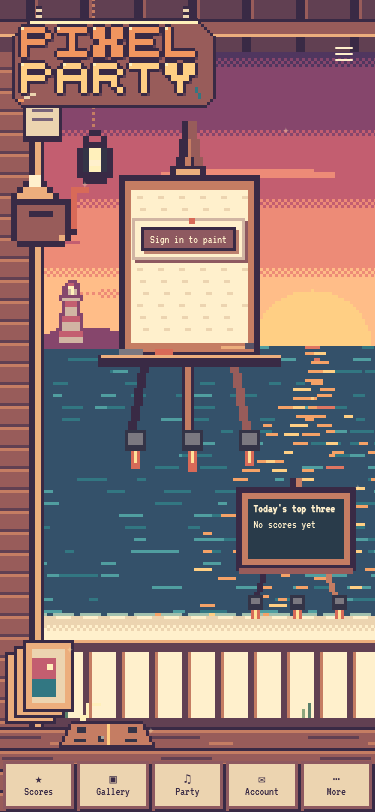 PIXEL
PARTY
Sign in to paint
Today's top three
No scores yet
Scores
Gallery
Party
Account
More